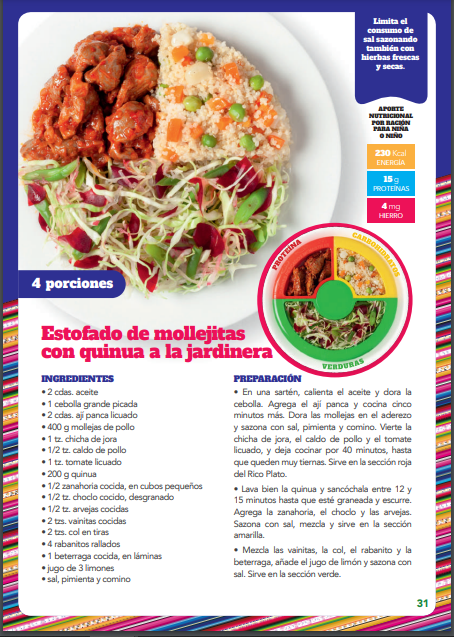 Limita el
consumo de
sal sazonando
también con
hierbas frescas
y secas.
APORTE
NUTRICIONAL
POR RACIÓN
PARA NIÑA
O NIÑO
230 Kcal
ENERGÍA
15 g
PROTEÍNAS
4 mg
HIERRO
PROTEÍNA
CARBOHIDRATOS
VERDURAS
4 porciones
Estofado de mollejitas
con quinua a la jardinera
INGREDIENTES
• 2 cdas. aceite
• 1 cebolla grande picada
• 2 cdas. ají panca licuado
• 400 g mollejas de pollo
• 1 tz. chicha de jora
• 1/2 tz. caldo de pollo
• 1 tz. tomate licuado
• 200 g quinua
• 1/2 zanahoria cocida, en cubos pequeños
• 1/2 tz. choclo cocido, desgranado
• 1/2 tz. arvejas cocidas
• 2 tzs. vainitas cocidas
• 2 tzs. col en tiras
• 4 rabanitos rallados
• 1 beterraga cocida, en láminas
• jugo de 3 limones
• sal, pimienta y comino
PREPARACIÓN
• En una sartén, calienta el aceite y dora la
cebolla. Agrega el ají panca y cocina cinco
minutos más. Dora las mollejas en el aderezo
y sazona con sal, pimienta y comino. Vierte la
chicha de jora, el caldo de pollo y el tomate
licuado, y deja cocinar por 40 minutos, hasta
que queden muy tiernas. Sirve en la sección roja
del Rico Plato.
• Lava bien la quinua y sancóchala entre 12 y
15 minutos hasta que esté graneada y escurre.
Agrega la zanahoria, el choclo y las arvejas.
Sazona con sal, mezcla y sirve en la sección
amarilla.
• Mezcla las vainitas, la col, el rabanito y la
beterraga, añade el jugo de limón y sazona con
sal. Sirve en la sección verde.
31